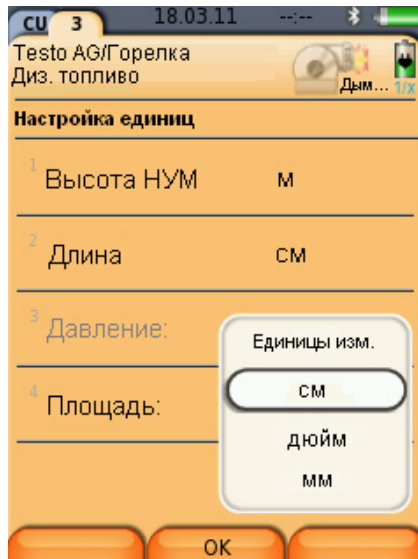 CU 3 18.03.11 --:--
Testo AG/Горелка
Диз. топливо
Дым... 1/x
Настройка единиц
1 Высота НУМ м
2 Длина см
3 Давление:
4 Площадь:
Единицы изм.
см
дюйм
мм
OK